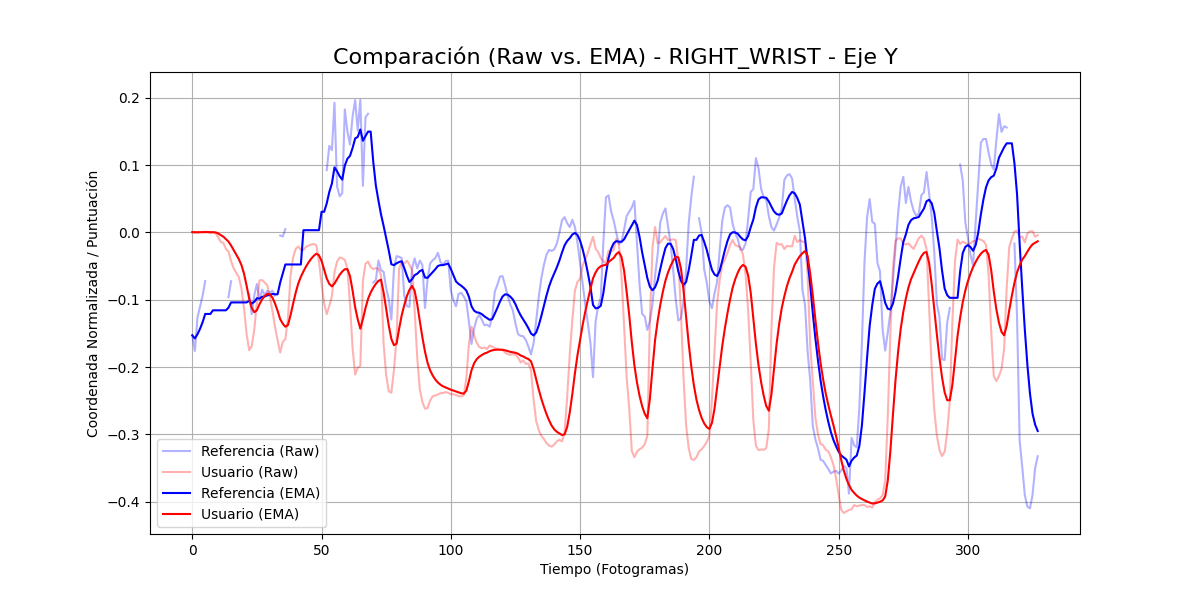 Comparación (Raw vs. EMA) - RIGHT_WRIST - Eje Y
Coordenada Normalizada / Puntuación
0.2
0.1
0.0
−0.1
−0.2
−0.3
−0.4
Referencia (Raw)
Usuario (Raw)
Referencia (EMA)
Usuario (EMA)
0 50 100 150 200 250 300
Tiempo (Fotogramas)